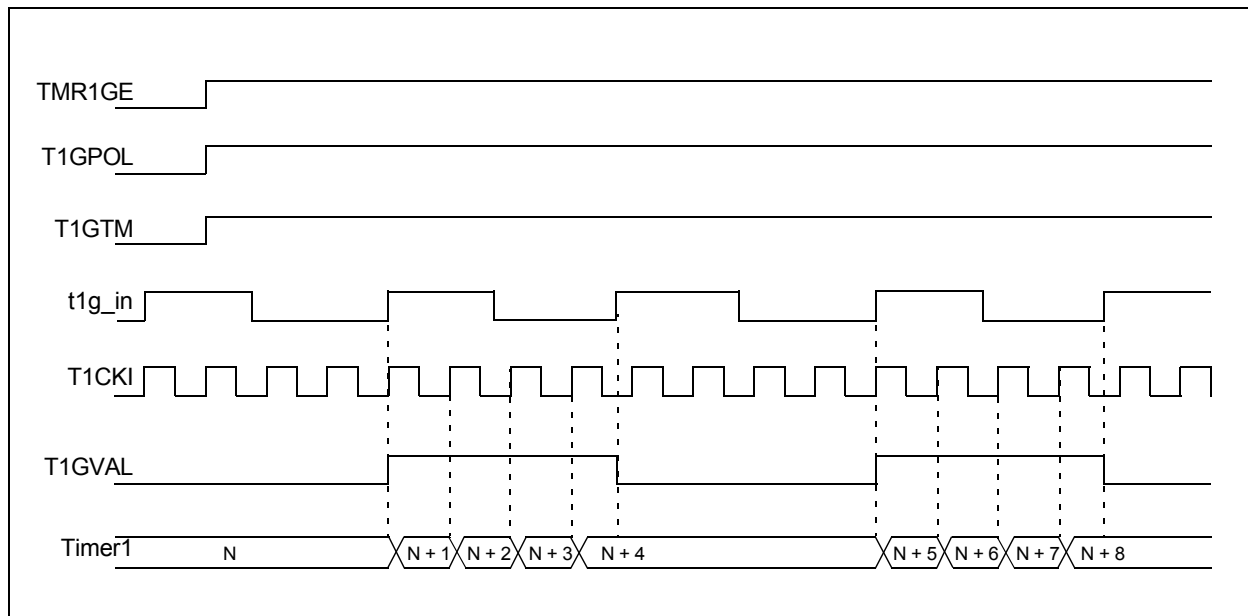 TMR1GE
T1GPOL
T1GTM
t1g_in
T1CKI
T1GVAL
Timer1 N N + 1 N + 2 N + 3 N + 4 N + 5 N + 6 N + 7 N + 8